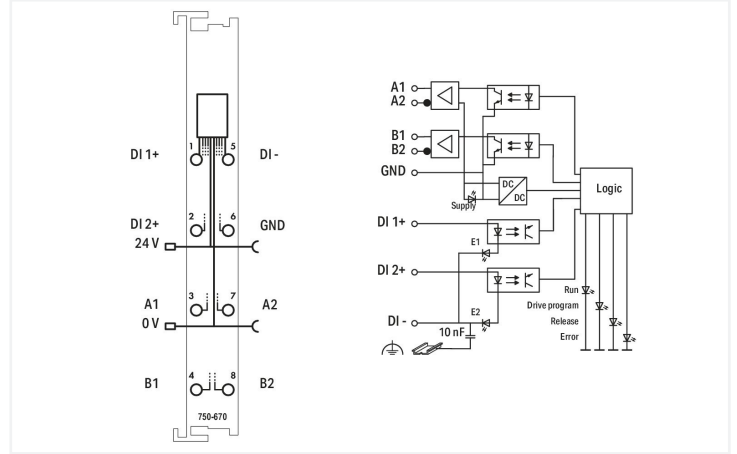 1 5
DI 1+ DI -
2 6
DI 2+ GND
24 V
3 7
A1 A2
0 V
4 8
B1 B2
750-670
A1
A2
B1
B2
GND
DC
DC
Logic
Supply
DI 1+
E1
DI 2+
Run
Drive program
E2
Release
DI -
10 nF
Error